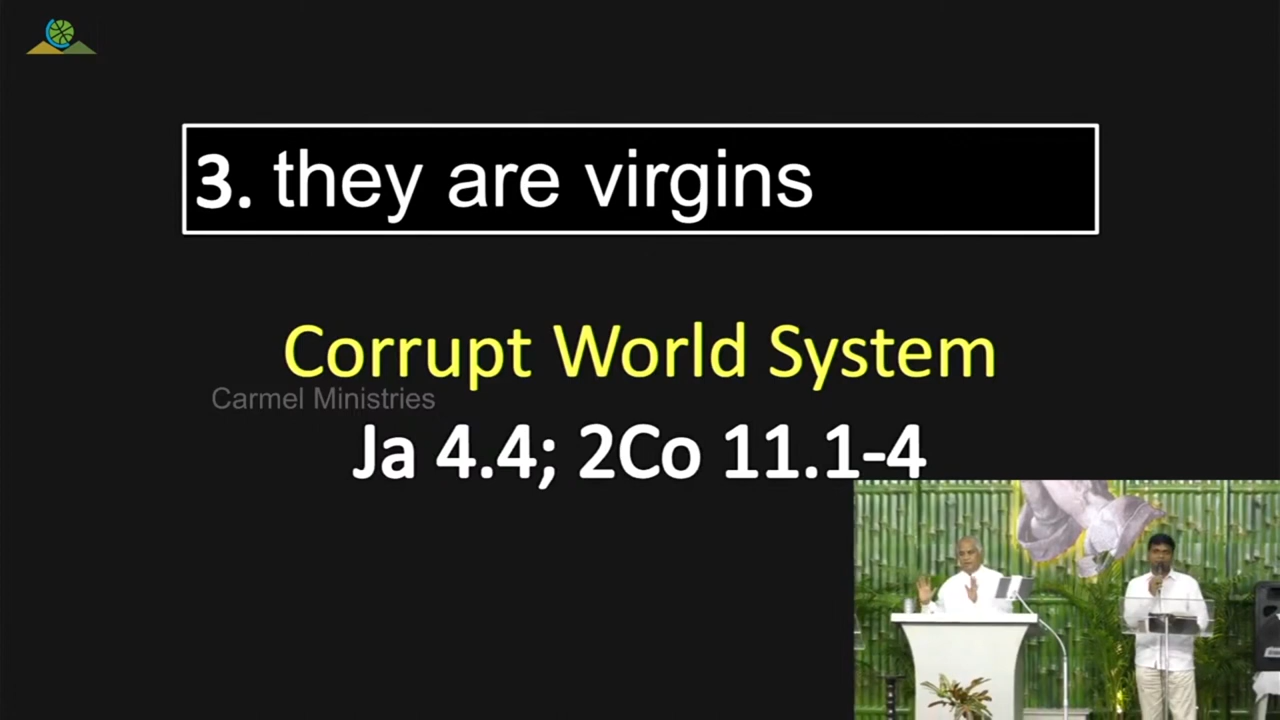 3. they are virgins
Corrupt World System
Carmel Ministries
Ja 4.4; 2Co 11.1-4